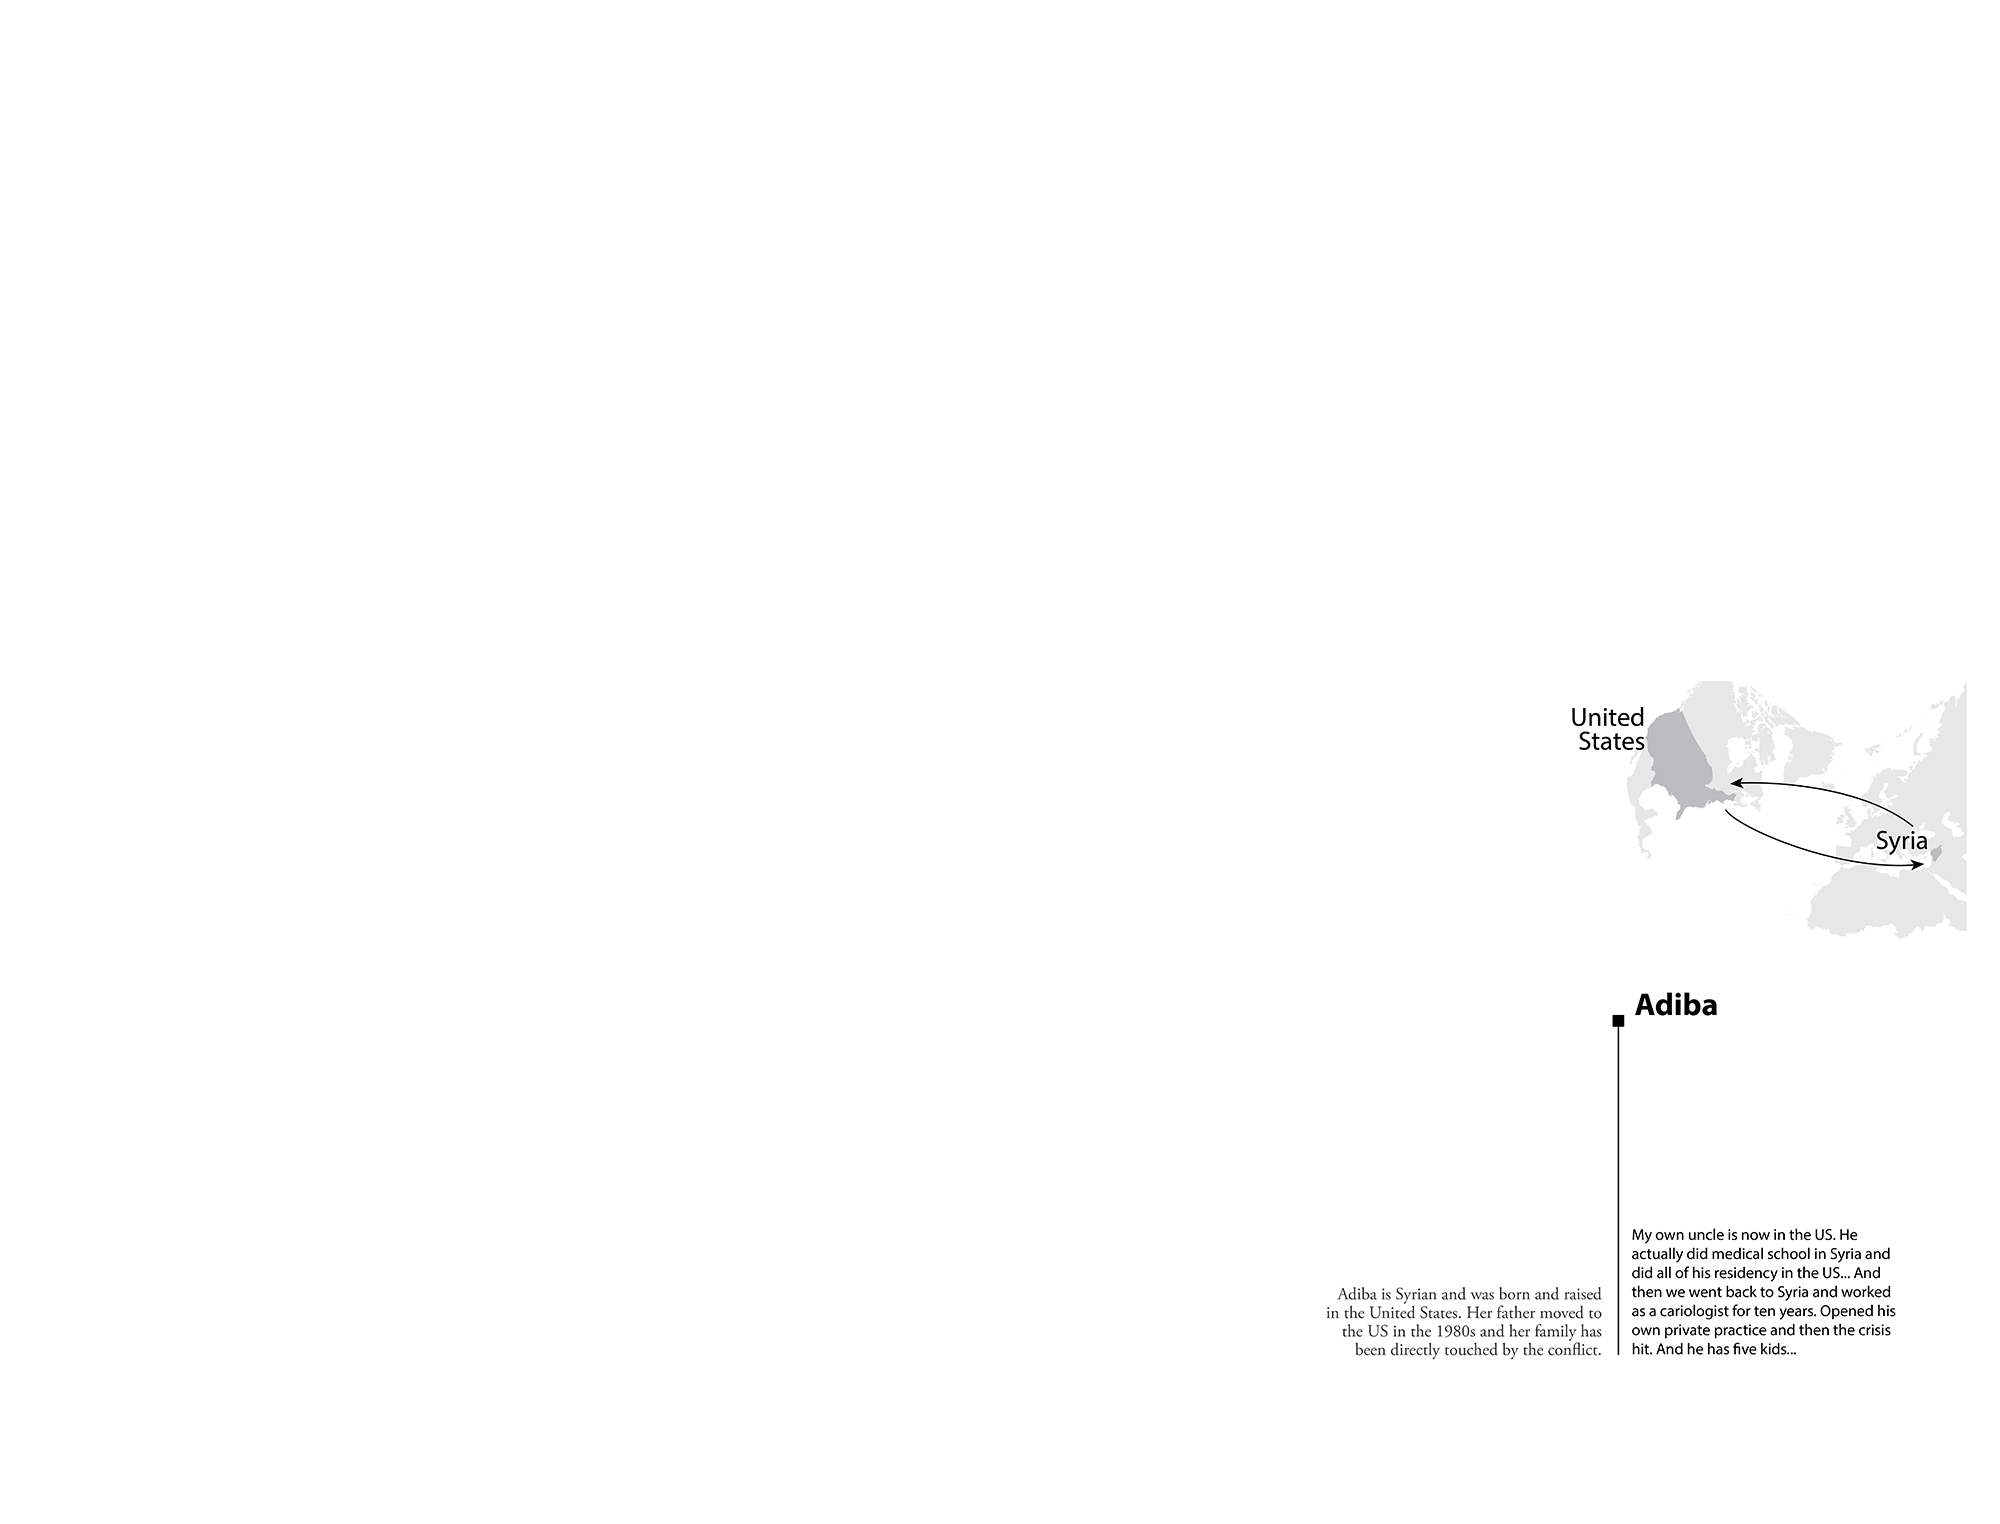 United
States
Syria
Adiba
Adiba is Syrian and was born and raised
in the United States. Her father moved to
the US in the 1980s and her family has
been directly touched by the conflict.
My own uncle is now in the US. He
actually did medical school in Syria and
did all of his residency in the US... And
then we went back to Syria and worked
as a cariologist for ten years. Opened his
own private practice and then the crisis
hit. And he has five kids...